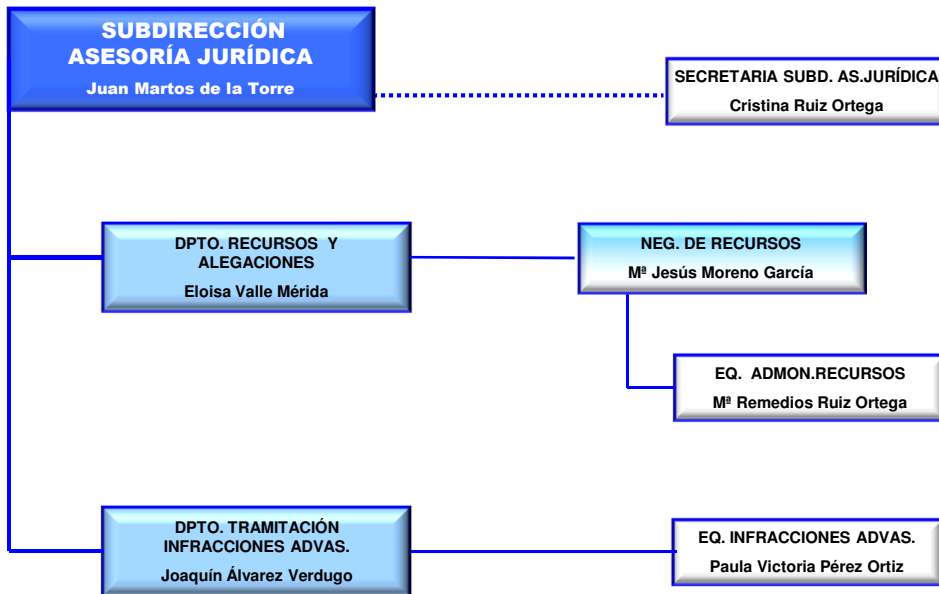 SUBDIRECCIÓN
ASESORÍA JURÍDICA
Juan Martos de la Torre
SECRETARIA SUBD. AS.JURÍDICA
Cristina Ruiz Ortega
DPTO. RECURSOS Y
ALEGACIONES
Eloisa Valle Mérida
NEG. DE RECURSOS
Mª Jesús Moreno García
EQ. ADMON.RECURSOS
Mª Remedios Ruiz Ortega
DPTO. TRAMITACIÓN
INFRACCIONES ADVAS.
Joaquín Álvarez Verdugo
EQ. INFRACCIONES ADVAS.
Paula Victoria Pérez Ortiz